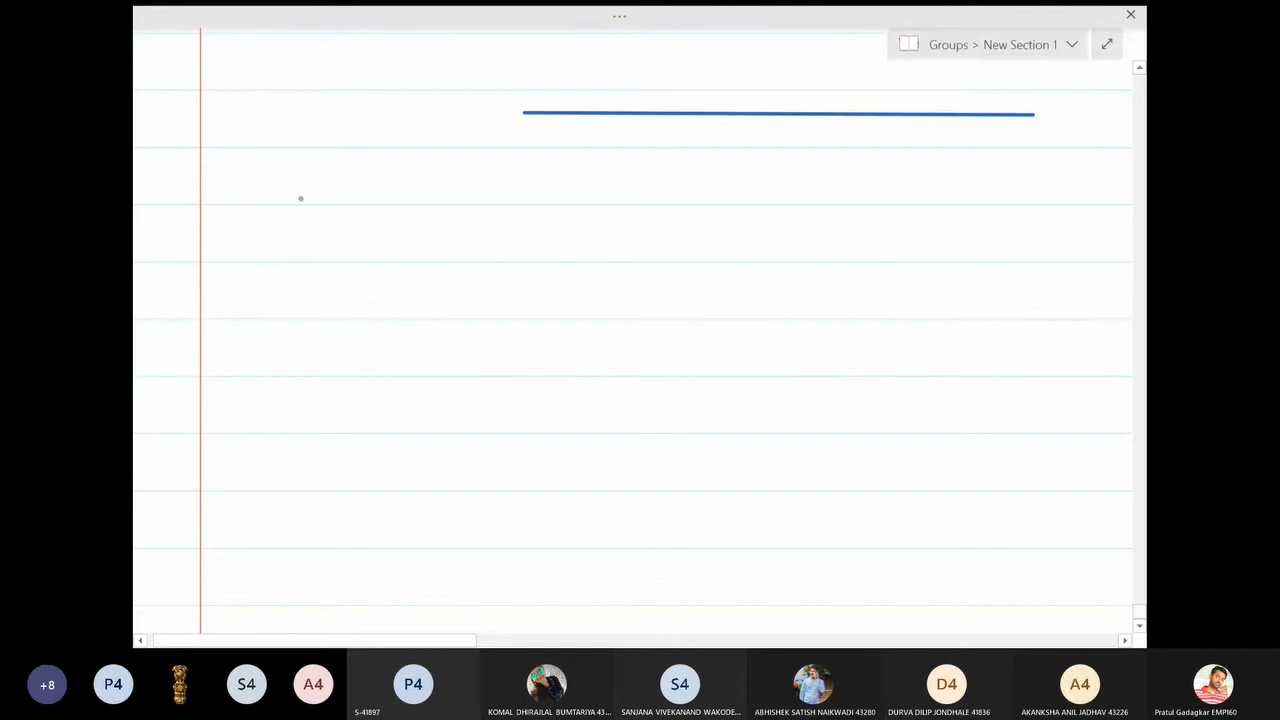 Groups > New Section 1
+8
P4
S4
A4
P4
S4
D4
A4
S-41897
KOMAL DHIRAJLAL BUMTARIYA 43...
SANJANA VIVEKANAND WAKODE...
ABHISHEK SATISH NAIKWADI 43280
DURVA DILIP JONDHALE 41836
AKANKSHA ANIL JADHAV 43226
Pratul Gadagkar EMP160